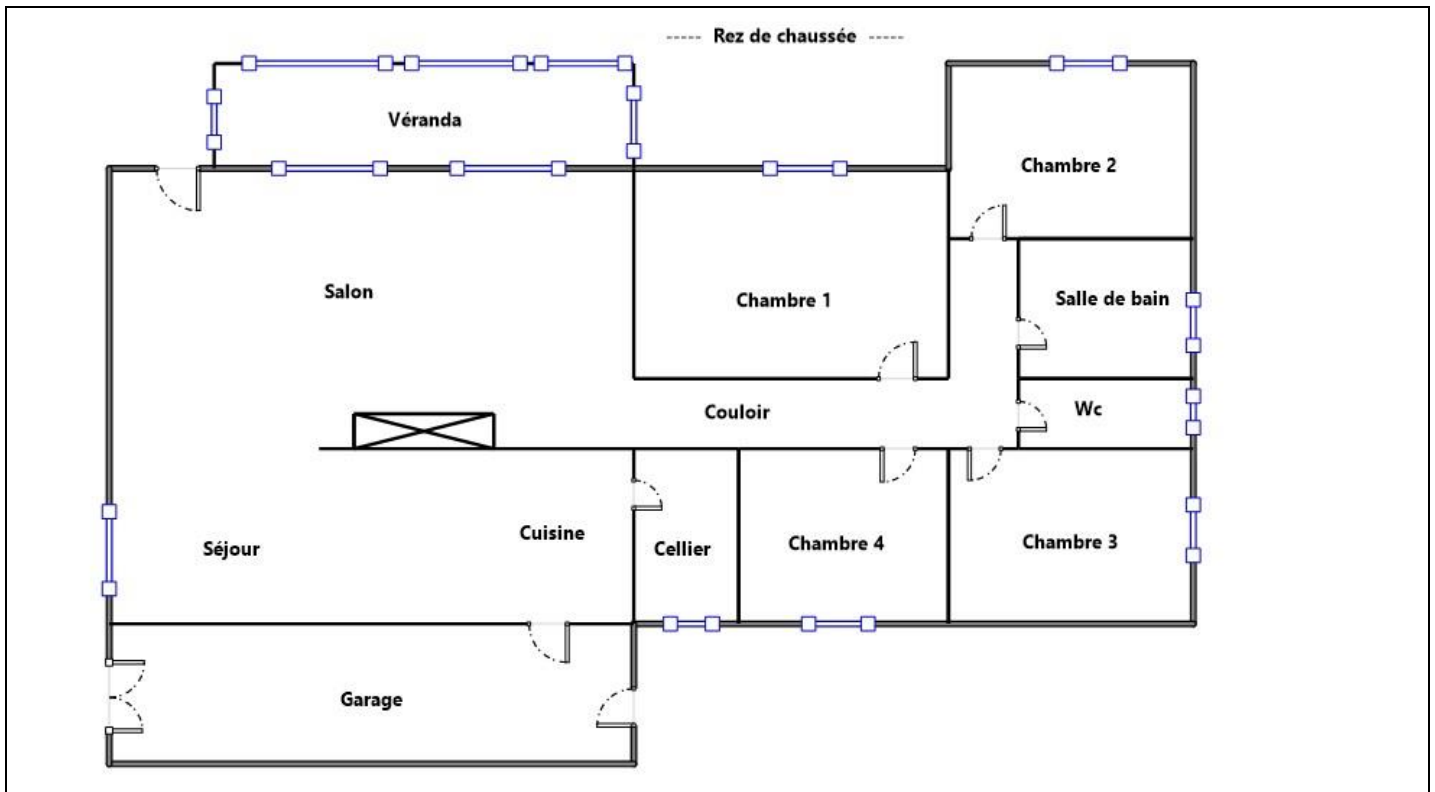 ----- Rez de chaussée -----
Véranda
Chambre 2
Salon
Chambre 1
Salle de bain
Couloir
Wc
Séjour
Cuisine
Cellier
Chambre 4
Chambre 3
Garage